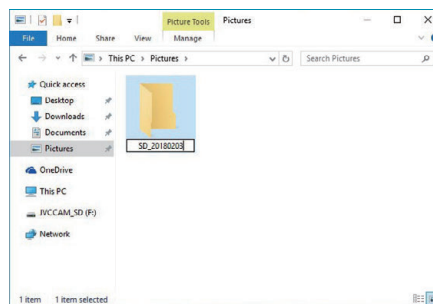 Picture Tools Pictures
File Home Share View Manage
This PC > Pictures >
Search Pictures
Quick access
Desktop
Downloads
Documents
Pictures
OneDrive
This PC
JVCCAM_SD (F:)
Network
SD_20180203
1 item 1 item selected